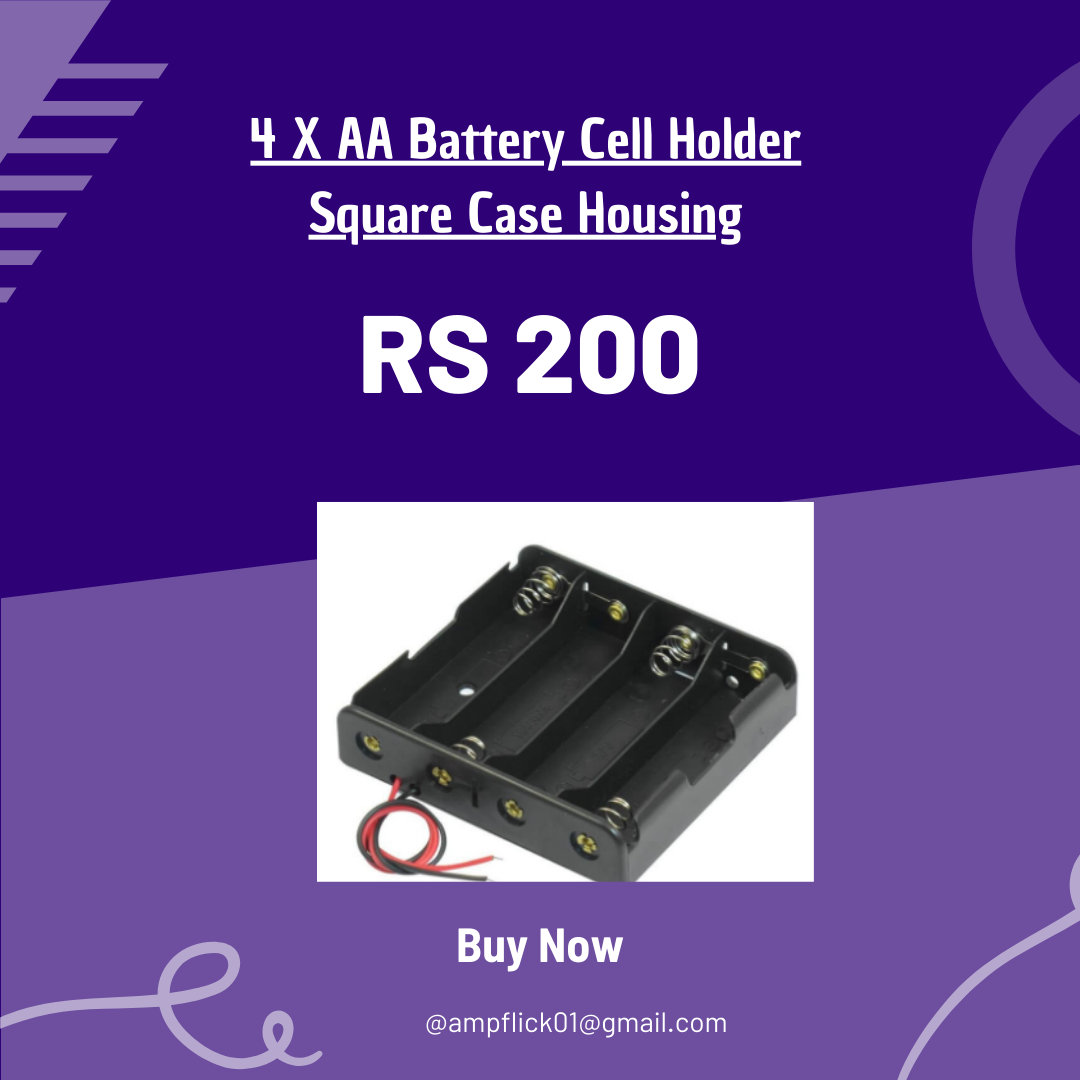 4 X AA Battery Cell Holder
Square Case Housing
RS 200
Buy Now
@ampflick01@gmail.com